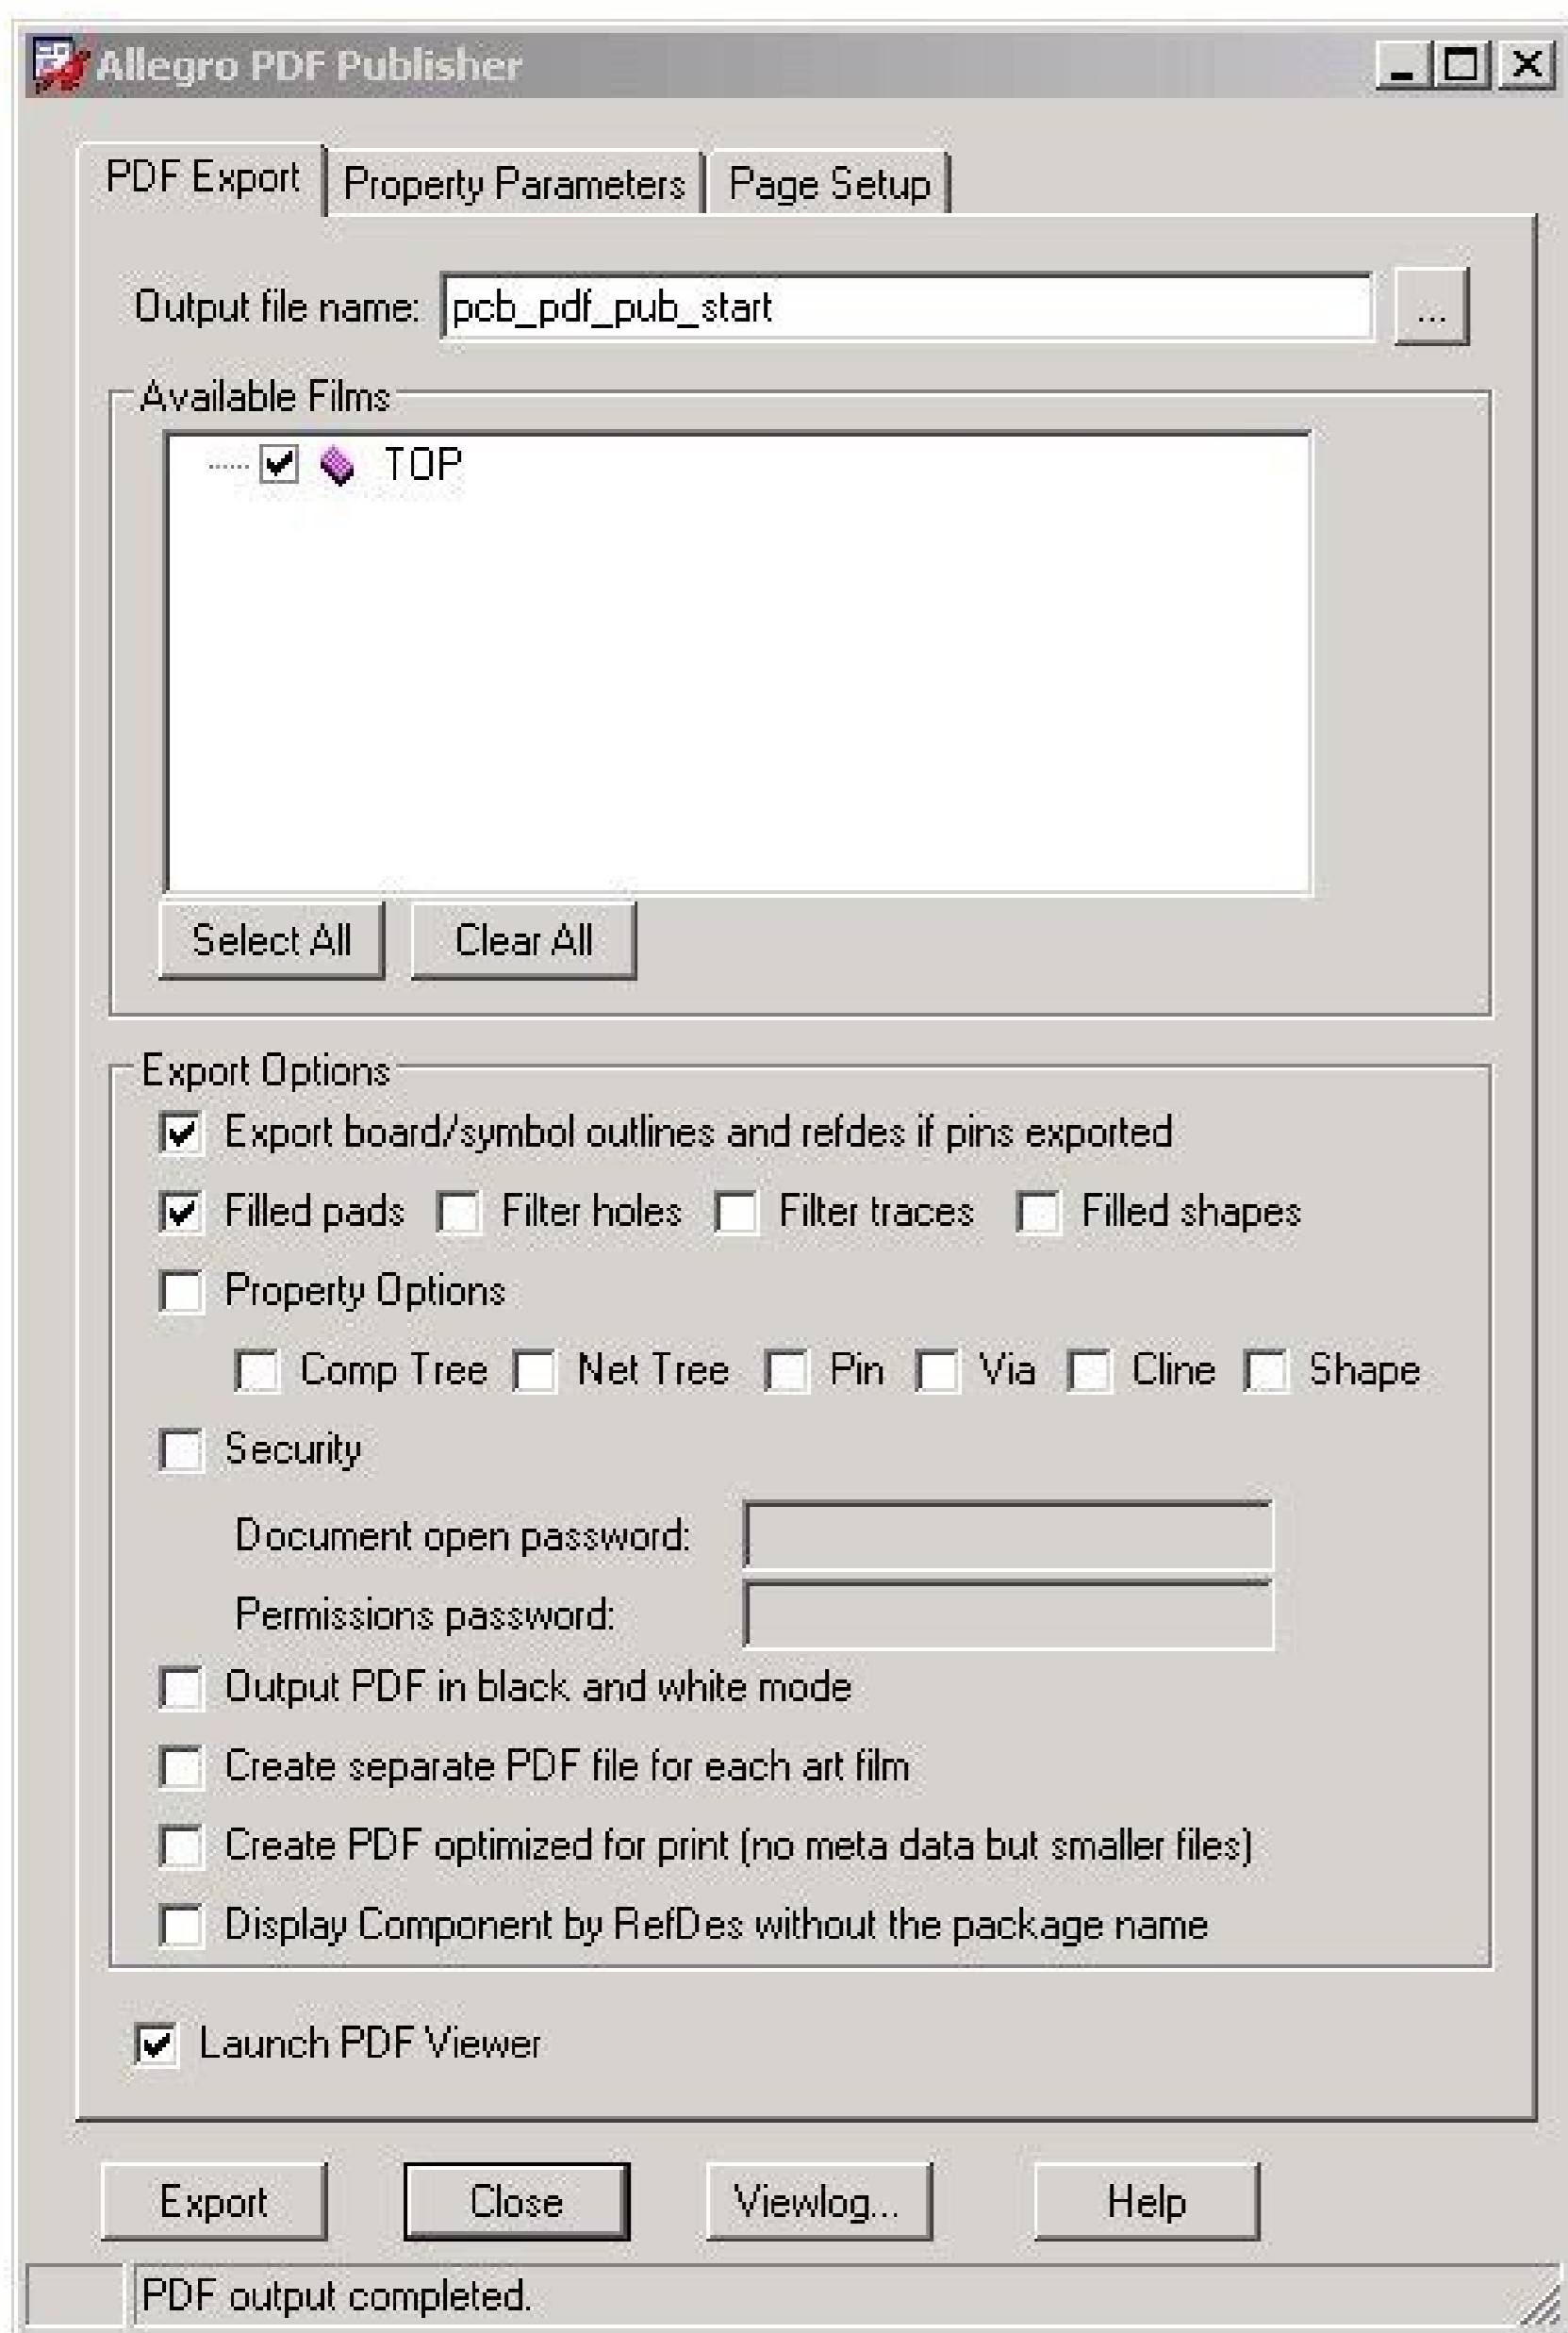 Allegro PDF Publisher
PDF Export Property Parameters Page Setup
Output file name: pcb_pdf_pub_start ...
Available Films
TOP
Select All Clear All
Export Options
Export board/symbol outlines and refdes if pins exported
Filled pads Filter holes Filter traces Filled shapes
Property Options
Comp Tree Net Tree Pin Via Cline Shape
Security
Document open password:
Permissions password:
Output PDF in black and white mode
Create separate PDF file for each art film
Create PDF optimized for print (no meta data but smaller files)
Display Component by RefDes without the package name
Launch PDF Viewer
Export Close Viewlog... Help
PDF output completed.